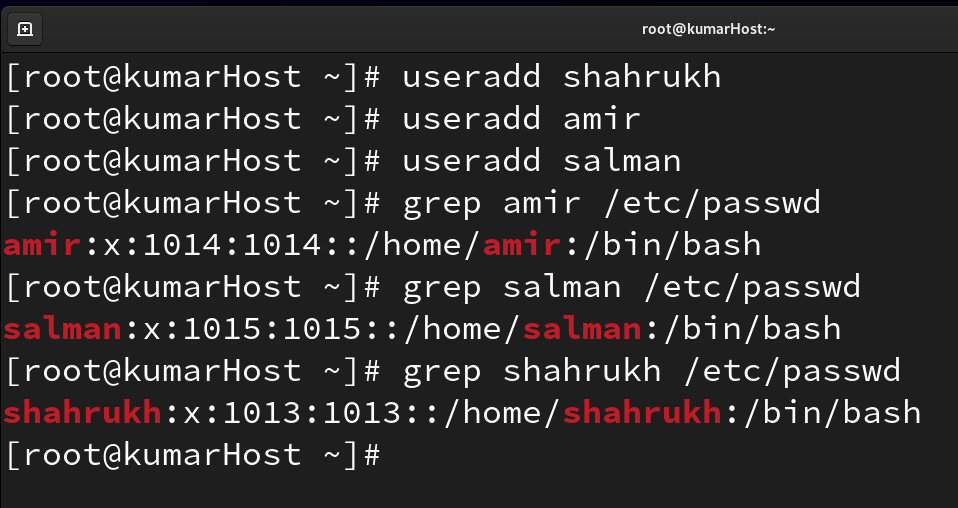 root@kumarHost:~
[root@kumarHost ~]# useradd shahrukh
[root@kumarHost ~]# useradd amir
[root@kumarHost ~]# useradd salman
[root@kumarHost ~]# grep amir /etc/passwd
amir:x:1014:1014::/home/amir:/bin/bash
[root@kumarHost ~]# grep salman /etc/passwd
salman:x:1015:1015::/home/salman:/bin/bash
[root@kumarHost ~]# grep shahrukh /etc/passwd
shahrukh:x:1013:1013::/home/shahrukh:/bin/bash
[root@kumarHost ~]#